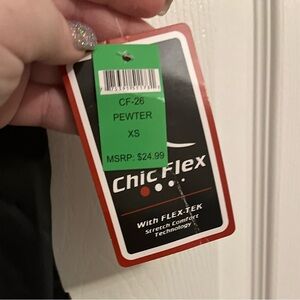 CF-26
PEWTER
XS
MSRP: $24.99
Chic Flex
With FLEX-TEK
Stretch Comfort
Technology